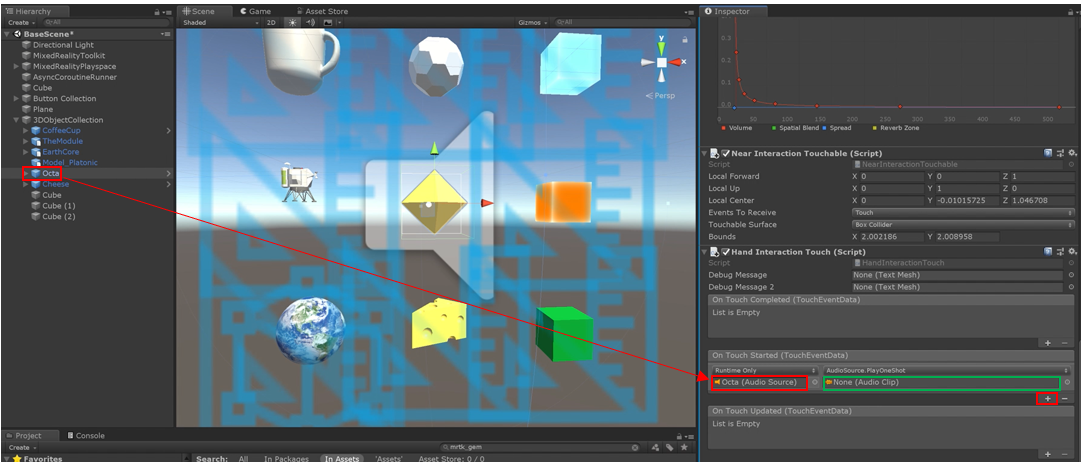 Hierarchy
Create
All
BaseScene*
Directional Light
MixedRealityToolkit
MixedRealityPlayspace
AsyncCoroutineRunner
Cube
Button Collection
Plane
3DObjectCollection
CoffeeCup
TheModule
EarthCore
Model_Platonic
Octa
Cheese
Cube
Cube (1)
Cube (2)
Scene
Game
Asset Store
Shaded
2D
Gizmos
All
y
x
Persp
Inspector
0.3
0.2
0.1
0.0
0 50 100 150 200 250 300 350 400 450 500
Volume Spatial Blend Spread Reverb Zone
Near Interaction Touchable (Script)
Script NearInteractionTouchable
Local Forward X 0 Y 0 Z 1
Local Up X 0 Y 1 Z 0
Local Center X 0 Y -0.01015725 Z 1.046708
Events To Receive Touch
Touchable Surface Box Collider
Bounds X 2.002186 Y 2.008958
Hand Interaction Touch (Script)
Script HandInteractionTouch
Debug Message None (Text Mesh)
Debug Message 2 None (Text Mesh)
On Touch Completed (TouchEventData)
List is Empty
+ −
On Touch Started (TouchEventData)
Runtime Only AudioSource.PlayOneShot
Octa (Audio Source) None (Audio Clip)
+ −
On Touch Updated (TouchEventData)
List is Empty
+ −
Project
Console
Create
mrtk_gem
Favorites
Search: All In Packages In Assets 'Assets' Asset Store: 0 / 0